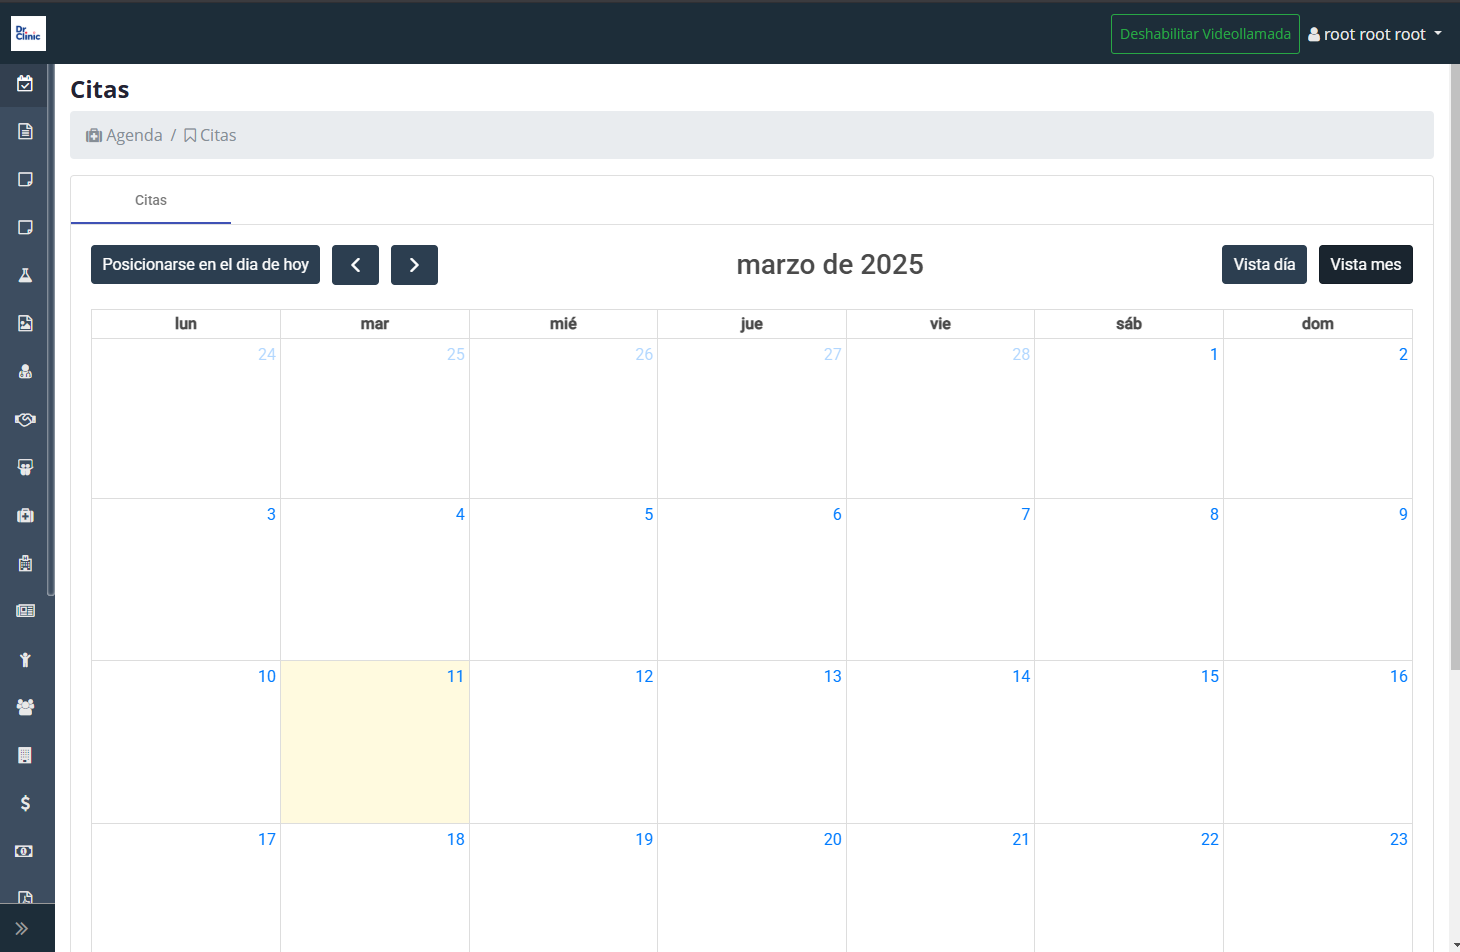 Dr
Clinic
Deshabilitar Videollamada
root root root
Citas
Agenda / Citas
Citas
Posicionarse en el dia de hoy
marzo de 2025
Vista día
Vista mes
lun mar mié jue vie sáb dom
24 25 26 27 28 1 2
3 4 5 6 7 8 9
10 11 12 13 14 15 16
17 18 19 20 21 22 23